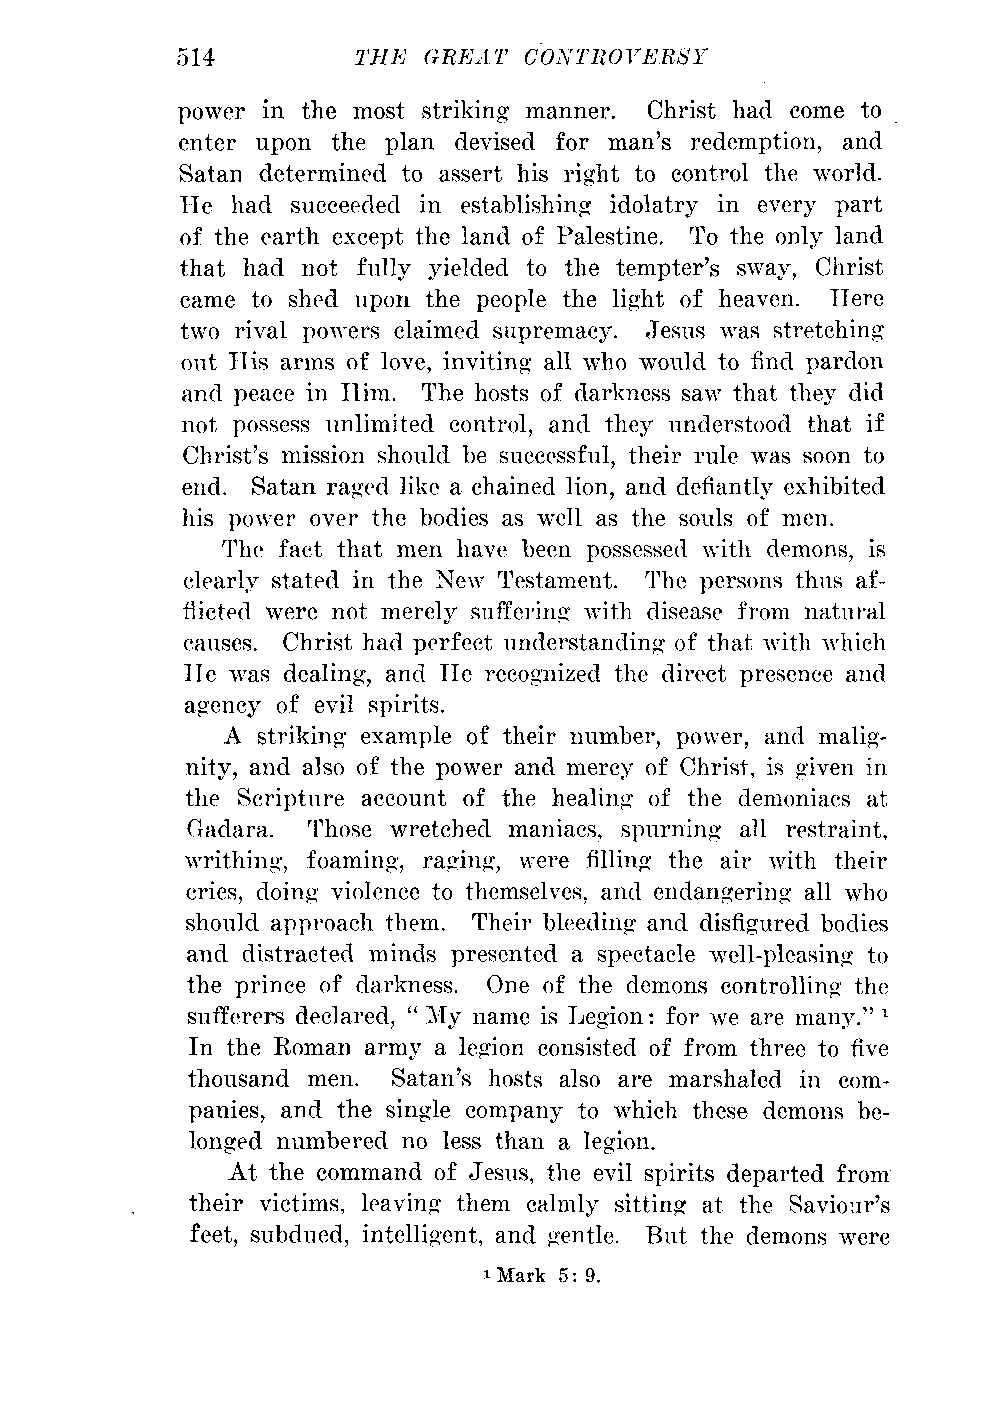 514 THE GREAT CONTROVERSY
power in the most striking manner. Christ had come to
enter upon the plan devised for man's redemption, and
Satan determined to assert his right to control the world.
He had succeeded in establishing idolatry in every part
of the earth except the land of Palestine. To the only land
that had not fully yielded to the tempter's sway, Christ
came to shed upon the people the light of heaven. Here
two rival powers claimed supremacy. Jesus was stretching
out His arms of love, inviting all who would to find pardon
and peace in Him. The hosts of darkness saw that they did
not possess unlimited control, and they understood that if
Christ's mission should be successful, their rule was soon to
end. Satan raged like a chained lion, and defiantly exhibited
his power over the bodies as well as the souls of men.
The fact that men have been possessed with demons, is
clearly stated in the New Testament. The persons thus af-
flicted were not merely suffering with disease from natural
causes. Christ had perfect understanding of that with which
He was dealing, and He recognized the direct presence and
agency of evil spirits.
A striking example of their number, power, and malig-
nity, and also of the power and mercy of Christ, is given in
the Scripture account of the healing of the demoniacs at
Gadara. Those wretched maniacs, spurning all restraint,
writhing, foaming, raging, were filling the air with their
cries, doing violence to themselves, and endangering all who
should approach them. Their bleeding and disfigured bodies
and distracted minds presented a spectacle well-pleasing to
the prince of darkness. One of the demons controlling the
sufferers declared, "My name is Legion: for we are many." ¹
In the Roman army a legion consisted of from three to five
thousand men. Satan's hosts also are marshaled in com-
panies, and the single company to which these demons be-
longed numbered no less than a legion.
At the command of Jesus, the evil spirits departed from
their victims, leaving them calmly sitting at the Saviour's
feet, subdued, intelligent, and gentle. But the demons were
¹ Mark 5: 9.